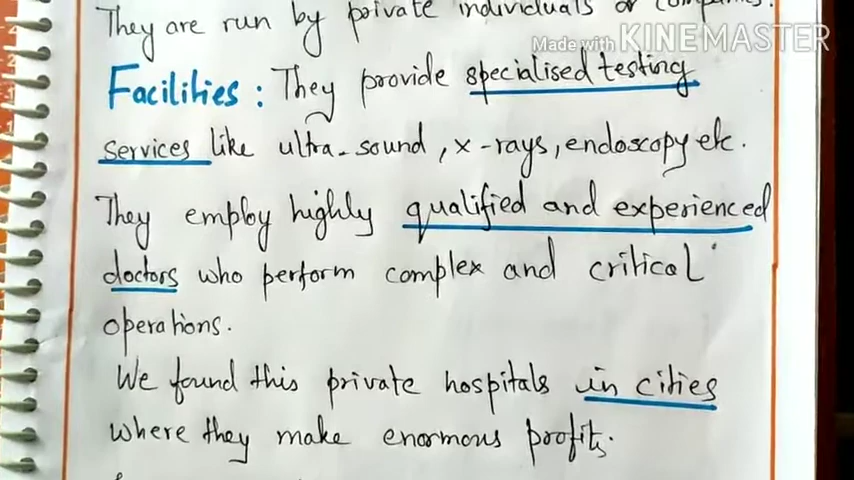 They are run by private individuals or companies.
Made with KINEMASTER
Facilities : They provide specialised testing
services like ultra-sound, x-rays, endoscopy etc.
They employ highly qualified and experienced
doctors who perform complex and critical
operations.
We found this private hospitals in cities
where they make enormous profits.